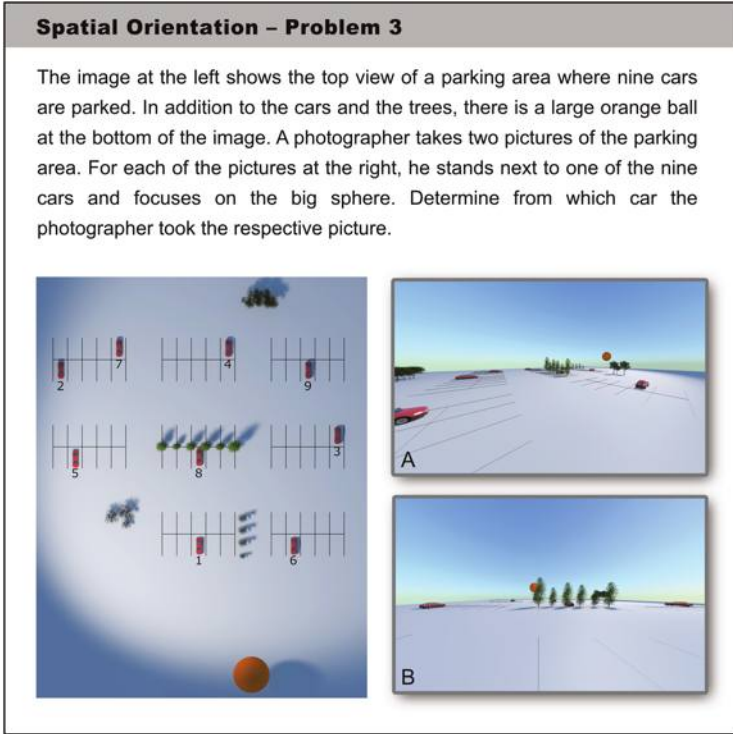 Spatial Orientation – Problem 3
The image at the left shows the top view of a parking area where nine cars
are parked. In addition to the cars and the trees, there is a large orange ball
at the bottom of the image. A photographer takes two pictures of the parking
area. For each of the pictures at the right, he stands next to one of the nine
cars and focuses on the big sphere. Determine from which car the
photographer took the respective picture.
7
4
2
9
3
5
8
1
6
A
B